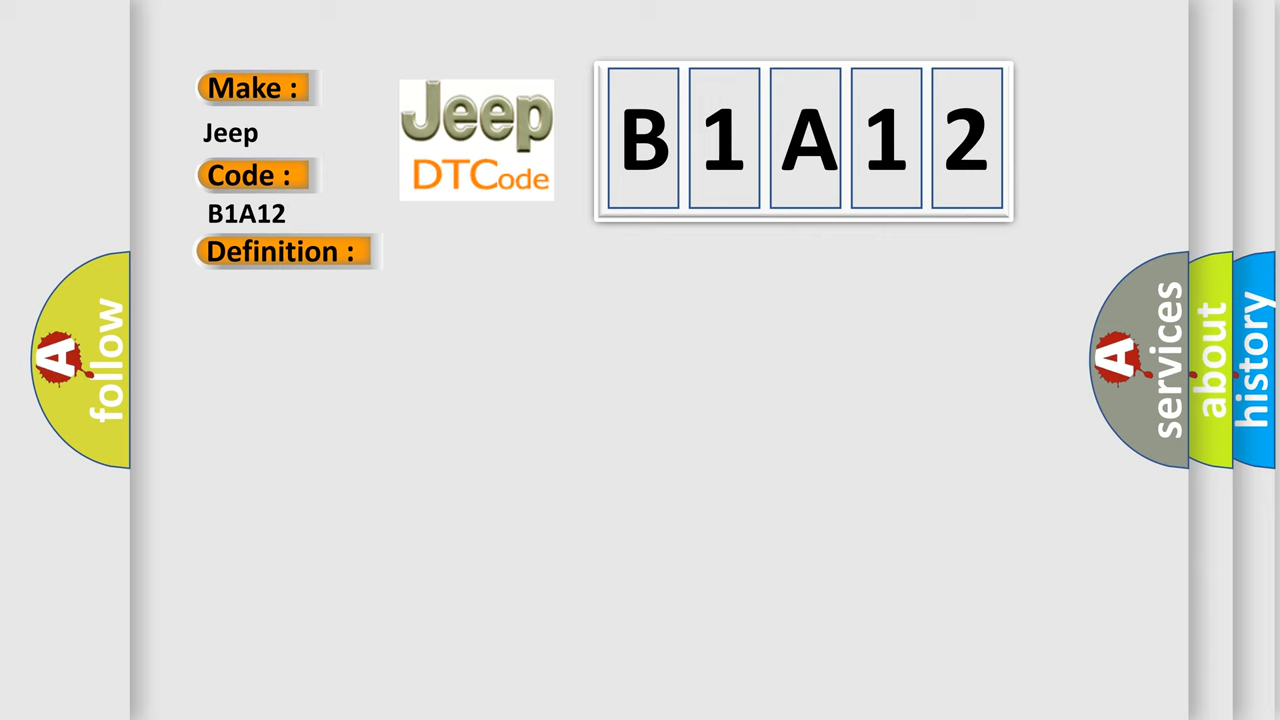 Make :
Jeep
Code :
B1A12
Definition :
Jeep
DTCode
B 1 A 1 2
A follow
A services
about
history